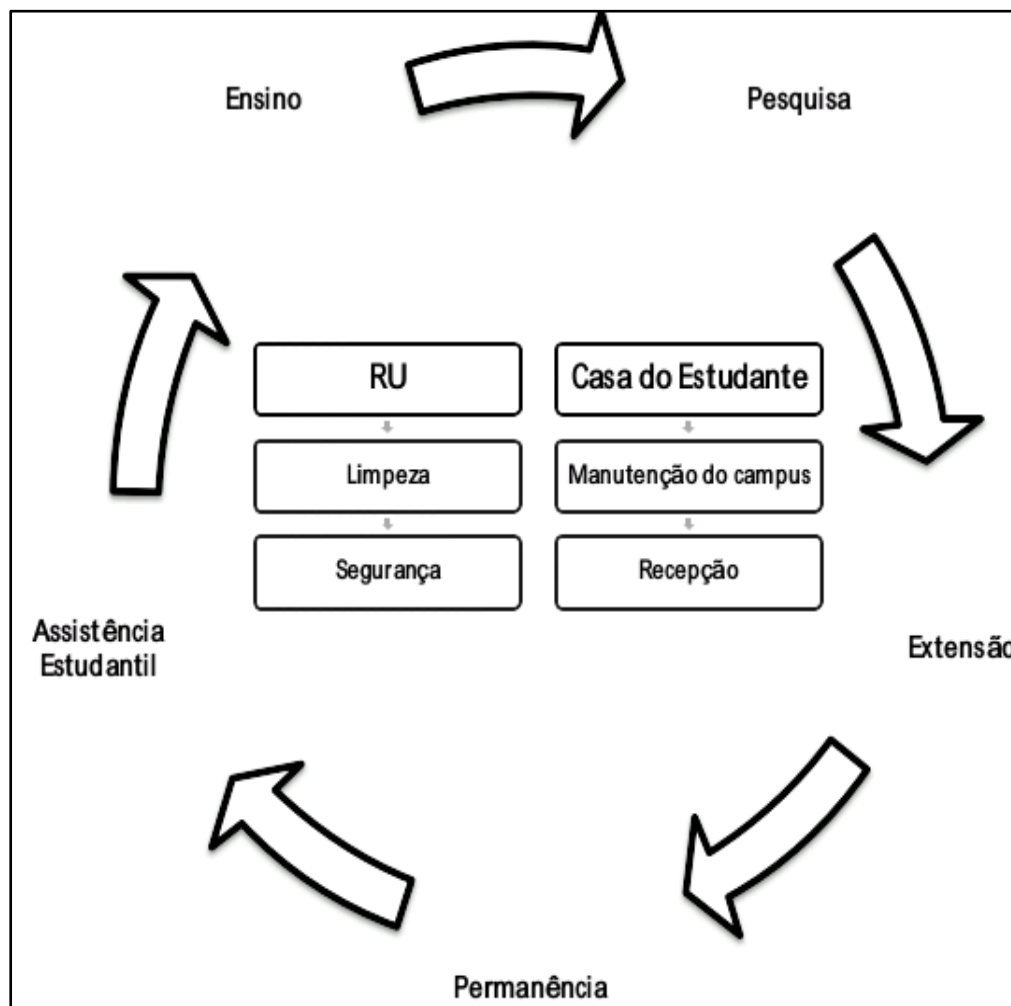 Ensino
Pesquisa
RU
Casa do Estudante
Limpeza
Manutenção do campus
Segurança
Recepção
Assistência
Estudantil
Extensão
Permanência